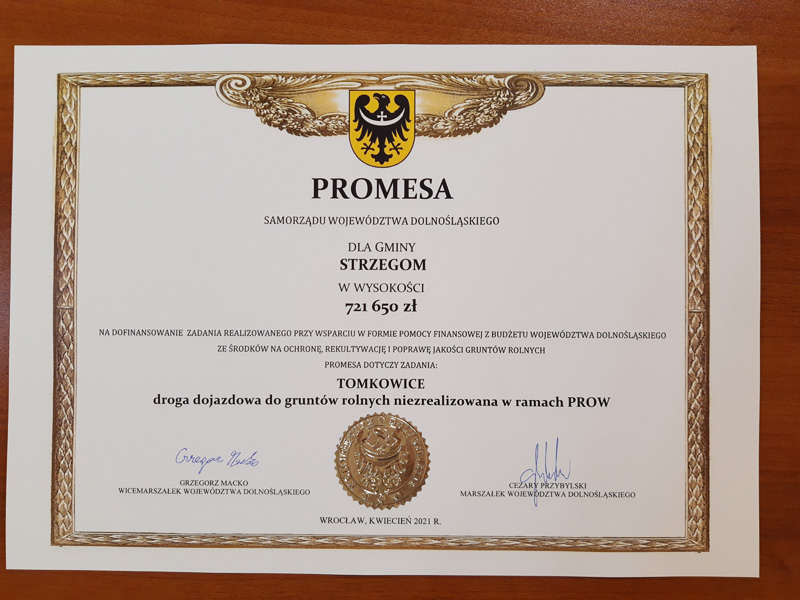 PROMESA
SAMORZĄDU WOJEWÓDZTWA DOLNOŚLĄSKIEGO
DLA GMINY
STRZEGOM
W WYSOKOŚCI
721 650 zł
NA DOFINANSOWANIE ZADANIA REALIZOWANEGO PRZY WSPARCIU W FORMIE POMOCY FINANSOWEJ Z BUDŻETU WOJEWÓDZTWA DOLNOŚLĄSKIEGO
ZE ŚRODKÓW NA OCHRONĘ, REKULTYWACJĘ I POPRAWĘ JAKOŚCI GRUNTÓW ROLNYCH
PROMESA DOTYCZY ZADANIA:
TOMKOWICE
droga dojazdowa do gruntów rolnych niezrealizowana w ramach PROW
Grzegorz Macko
GRZEGORZ MACKO
WICEMARSZAŁEK WOJEWÓDZTWA DOLNOŚLĄSKIEGO
CEZARY PRZYBYLSKI
MARSZAŁEK WOJEWÓDZTWA DOLNOŚLĄSKIEGO
WROCŁAW, KWIECIEŃ 2021 R.